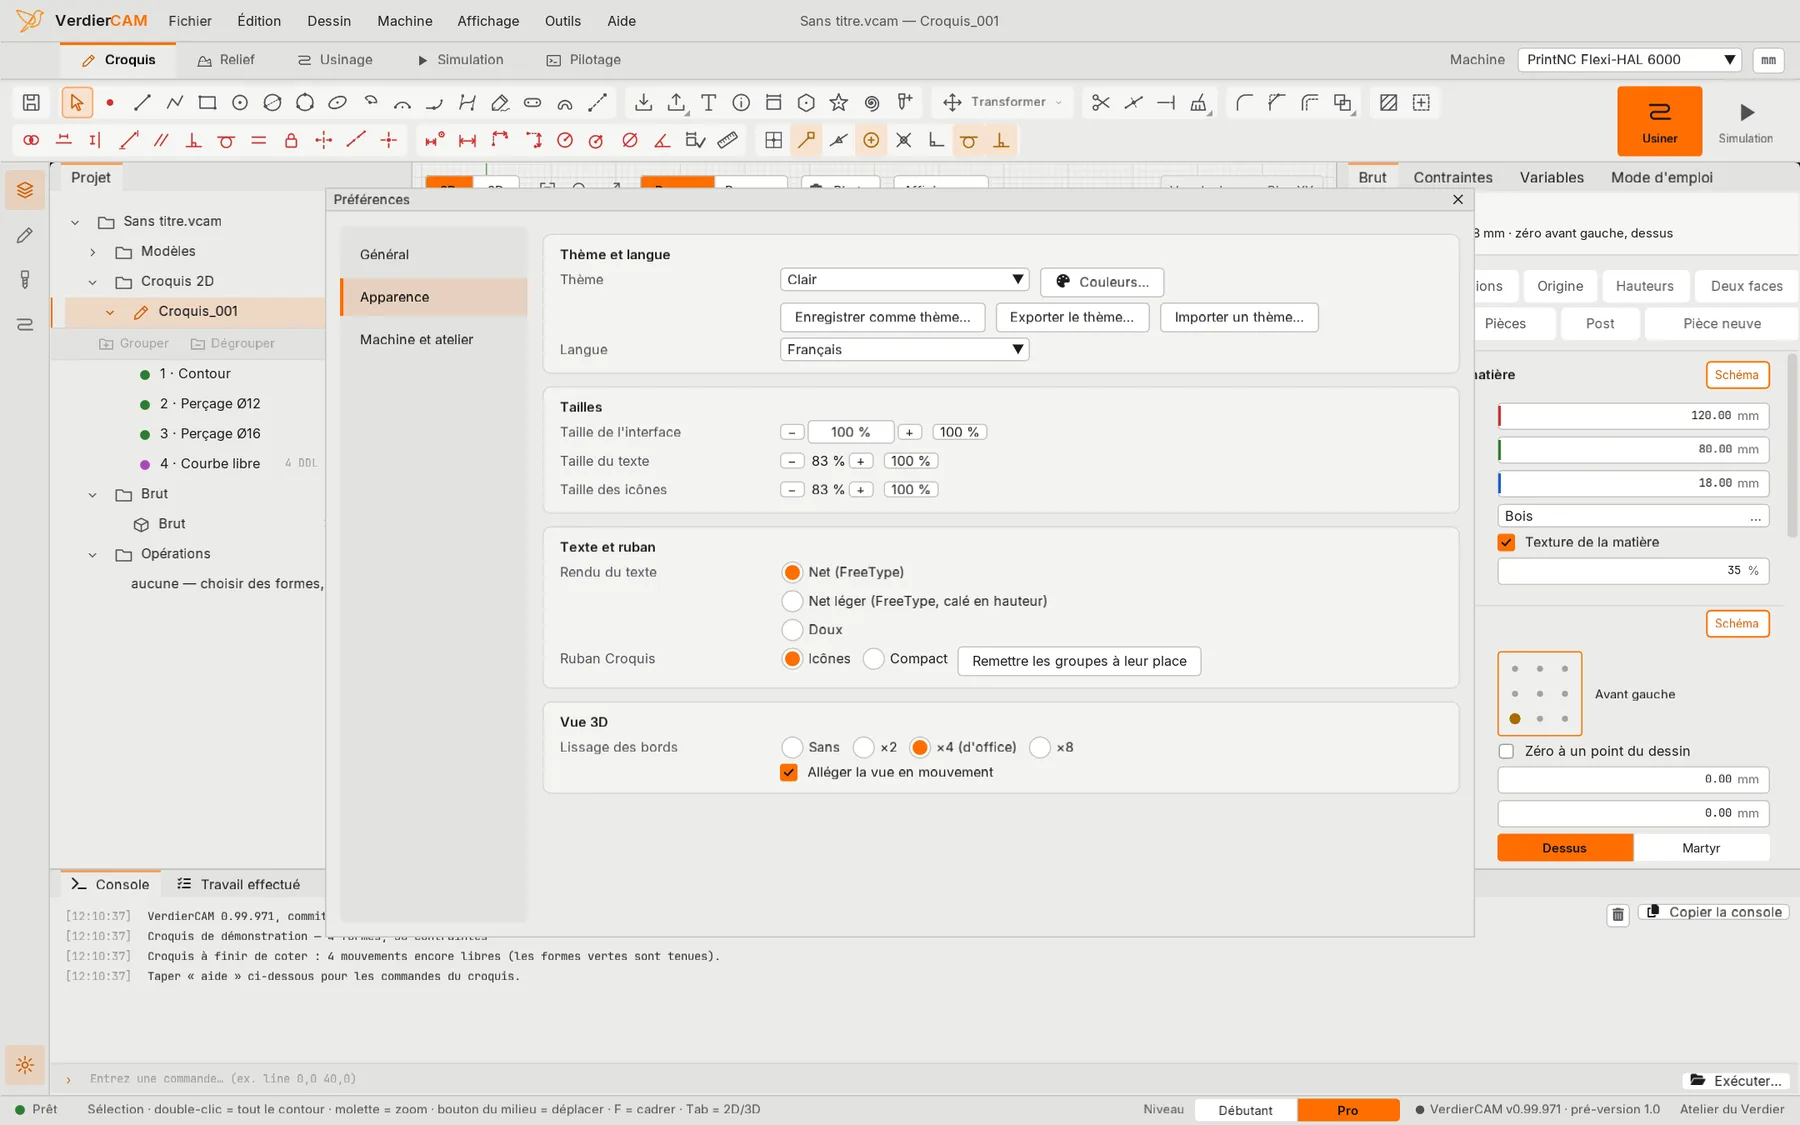 VerdierCAM Fichier Édition Dessin Machine Affichage Outils Aide Sans titre.vcam — Croquis_001
Croquis Relief Usinage Simulation Pilotage Machine PrintNC Flexi-HAL 6000 mm
Transformer
Usiner Simulation
Projet
Brut Contraintes Variables Mode d'emploi
Préférences
Sans titre.vcam
Modèles
Croquis 2D
Croquis_001
Grouper Dégrouper
1 · Contour
2 · Perçage Ø12
3 · Perçage Ø16
4 · Courbe libre 4 DDL
Brut
Brut
Opérations
aucune — choisir des formes,
Général
Apparence
Machine et atelier
Thème et langue
Thème Clair Couleurs...
Enregistrer comme thème... Exporter le thème... Importer un thème...
Langue Français
Tailles
Taille de l'interface − 100 % + 100 %
Taille du texte − 83 % + 100 %
Taille des icônes − 83 % + 100 %
Texte et ruban
Rendu du texte Net (FreeType)
Net léger (FreeType, calé en hauteur)
Doux
Ruban Croquis Icônes Compact Remettre les groupes à leur place
Vue 3D
Lissage des bords Sans ×2 ×4 (d'office) ×8
Alléger la vue en mouvement
8 mm · zéro avant gauche, dessus
ions Origine Hauteurs Deux faces
Pièces Post Pièce neuve
atière Schéma
120.00 mm
80.00 mm
18.00 mm
Bois ...
Texture de la matière
35 %
Schéma
Avant gauche
Zéro à un point du dessin
0.00 mm
0.00 mm
Dessus Martyr
Console Travail effectué
Copier la console
[12:10:37] VerdierCAM 0.99.971, commit
[12:10:37] Croquis de démonstration —
[12:10:37] Croquis à finir de coter : 4 mouvements encore libres (les formes vertes sont tenues).
[12:10:37] Taper « aide » ci-dessous pour les commandes du croquis.
› Entrez une commande… (ex. line 0,0 40,0) Exécuter...
Prêt Sélection · double-clic = tout le contour · molette = zoom · bouton du milieu = déplacer · F = cadrer · Tab = 2D/3D Niveau Débutant Pro VerdierCAM v0.99.971 · pré-version 1.0 Atelier du Verdier